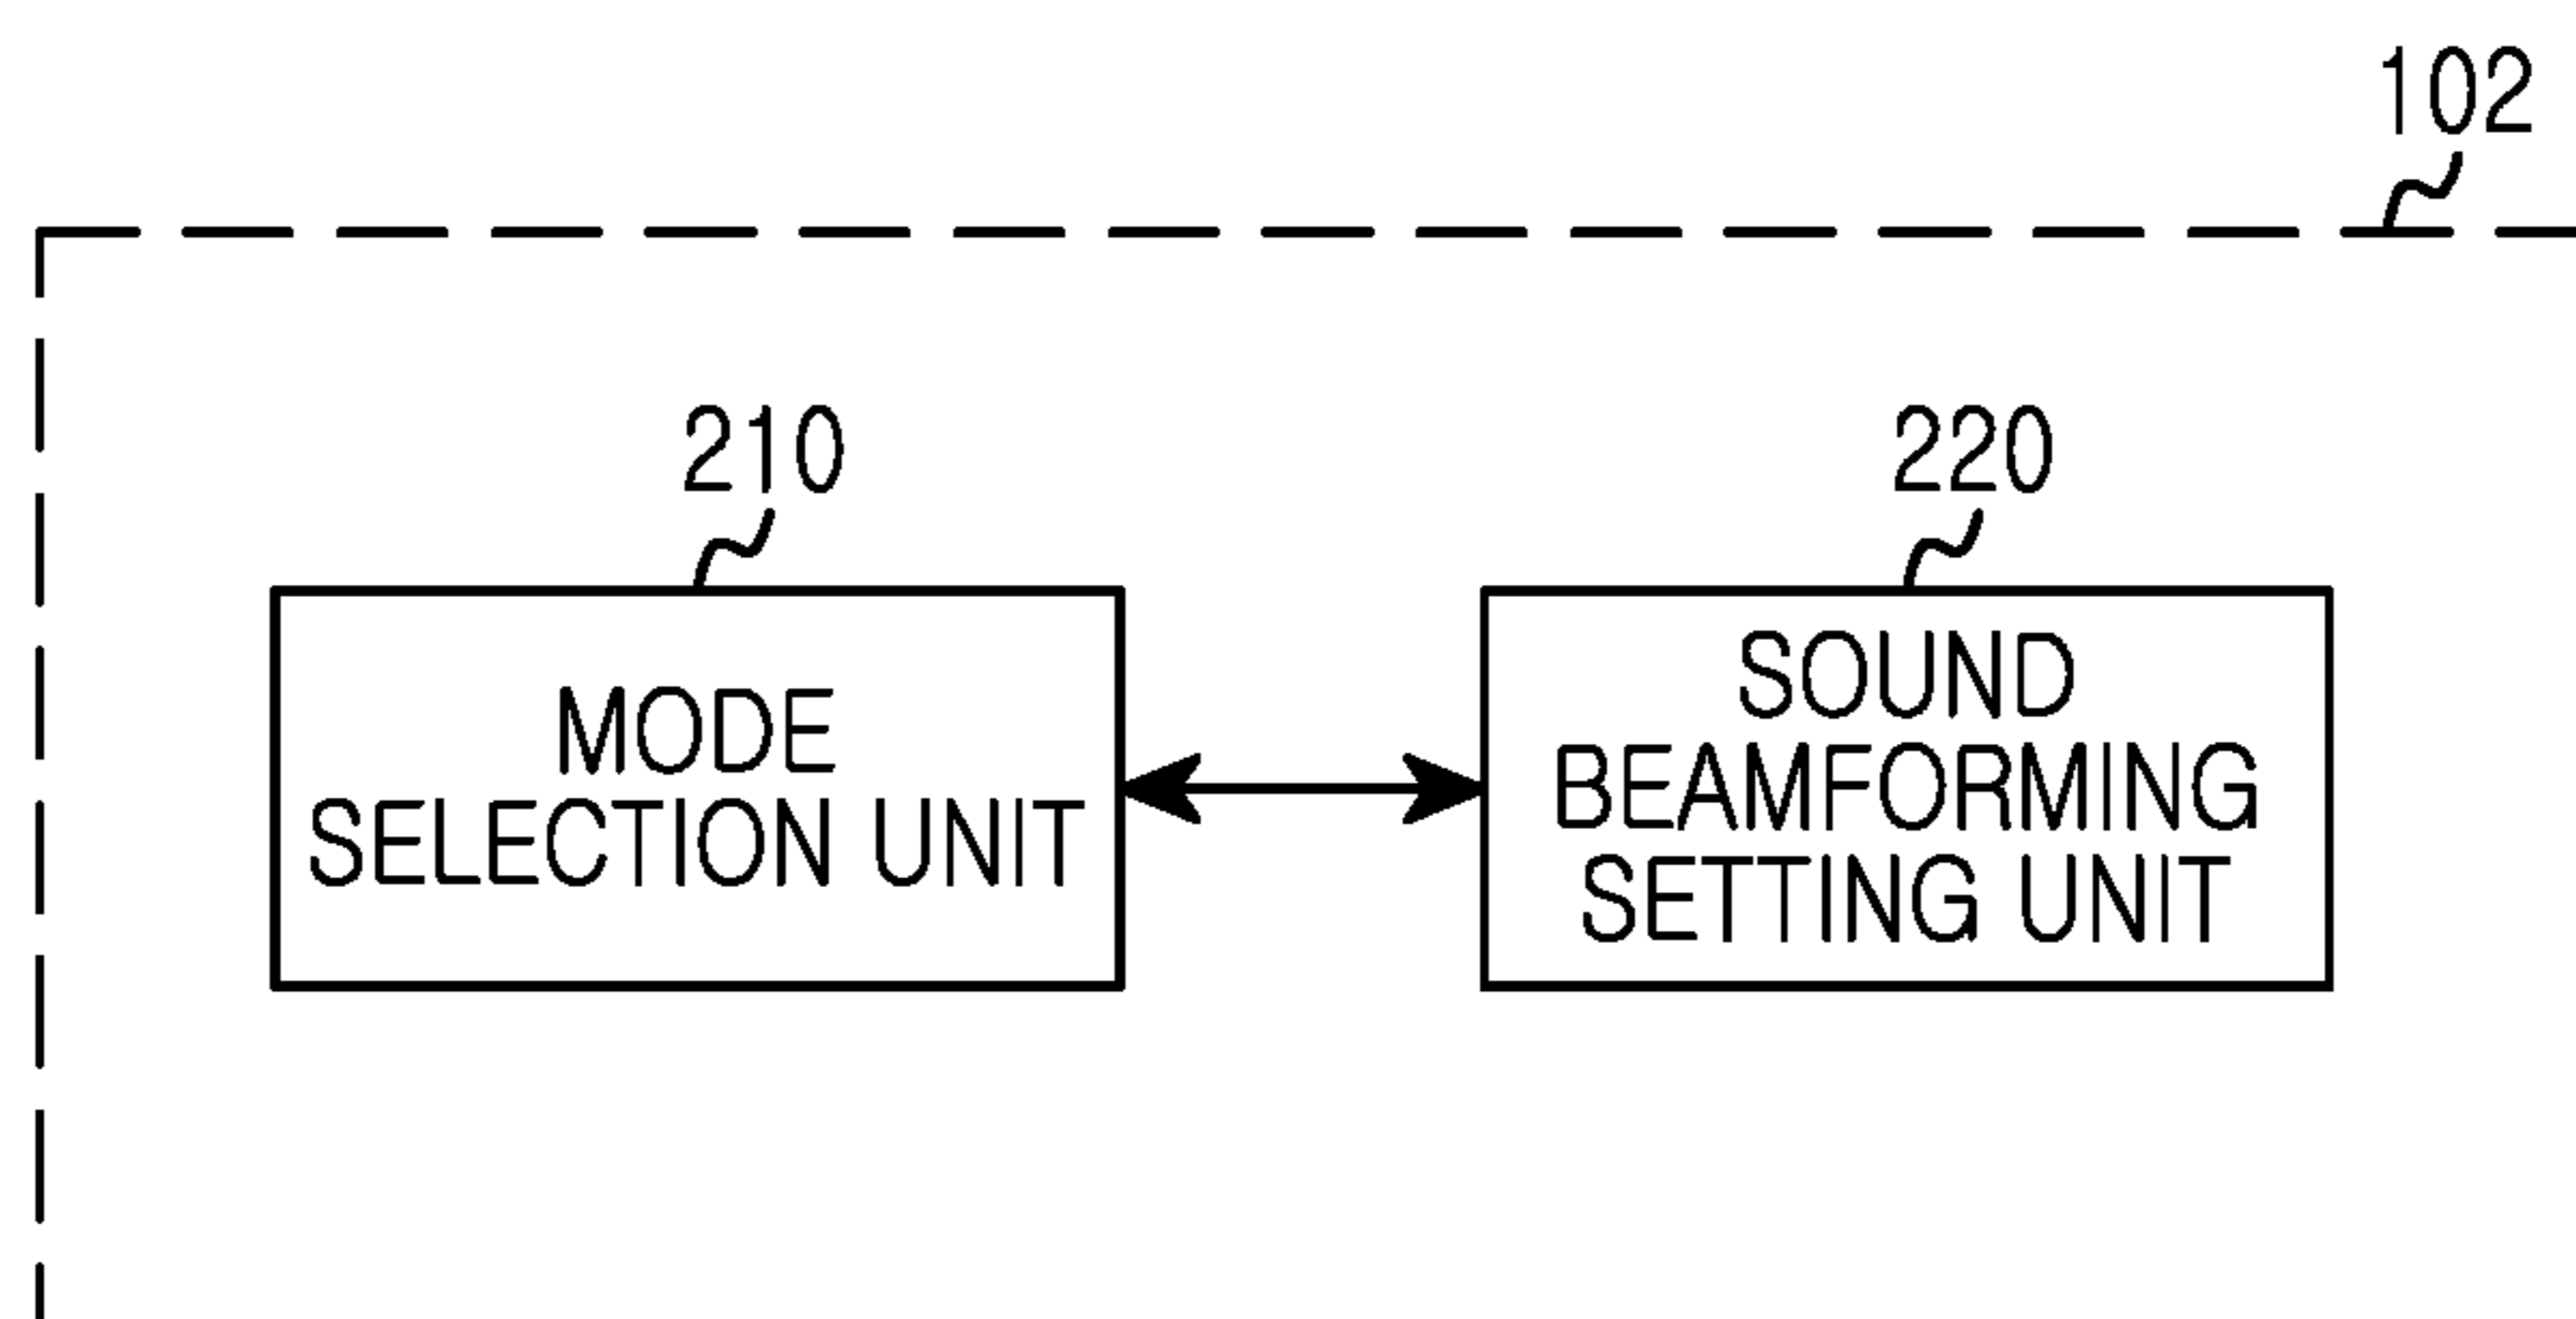 102
210
220
MODE
SELECTION UNIT
SOUND
BEAMFORMING
SETTING UNIT